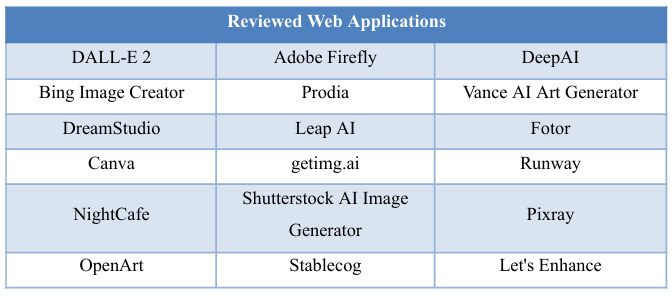 Reviewed Web Applications
DALL-E 2 Adobe Firefly DeepAI
Bing Image Creator Prodia Vance AI Art Generator
DreamStudio Leap AI Fotor
Canva getimg.ai Runway
NightCafe Shutterstock AI Image Generator Pixray
OpenArt Stablecog Let's Enhance